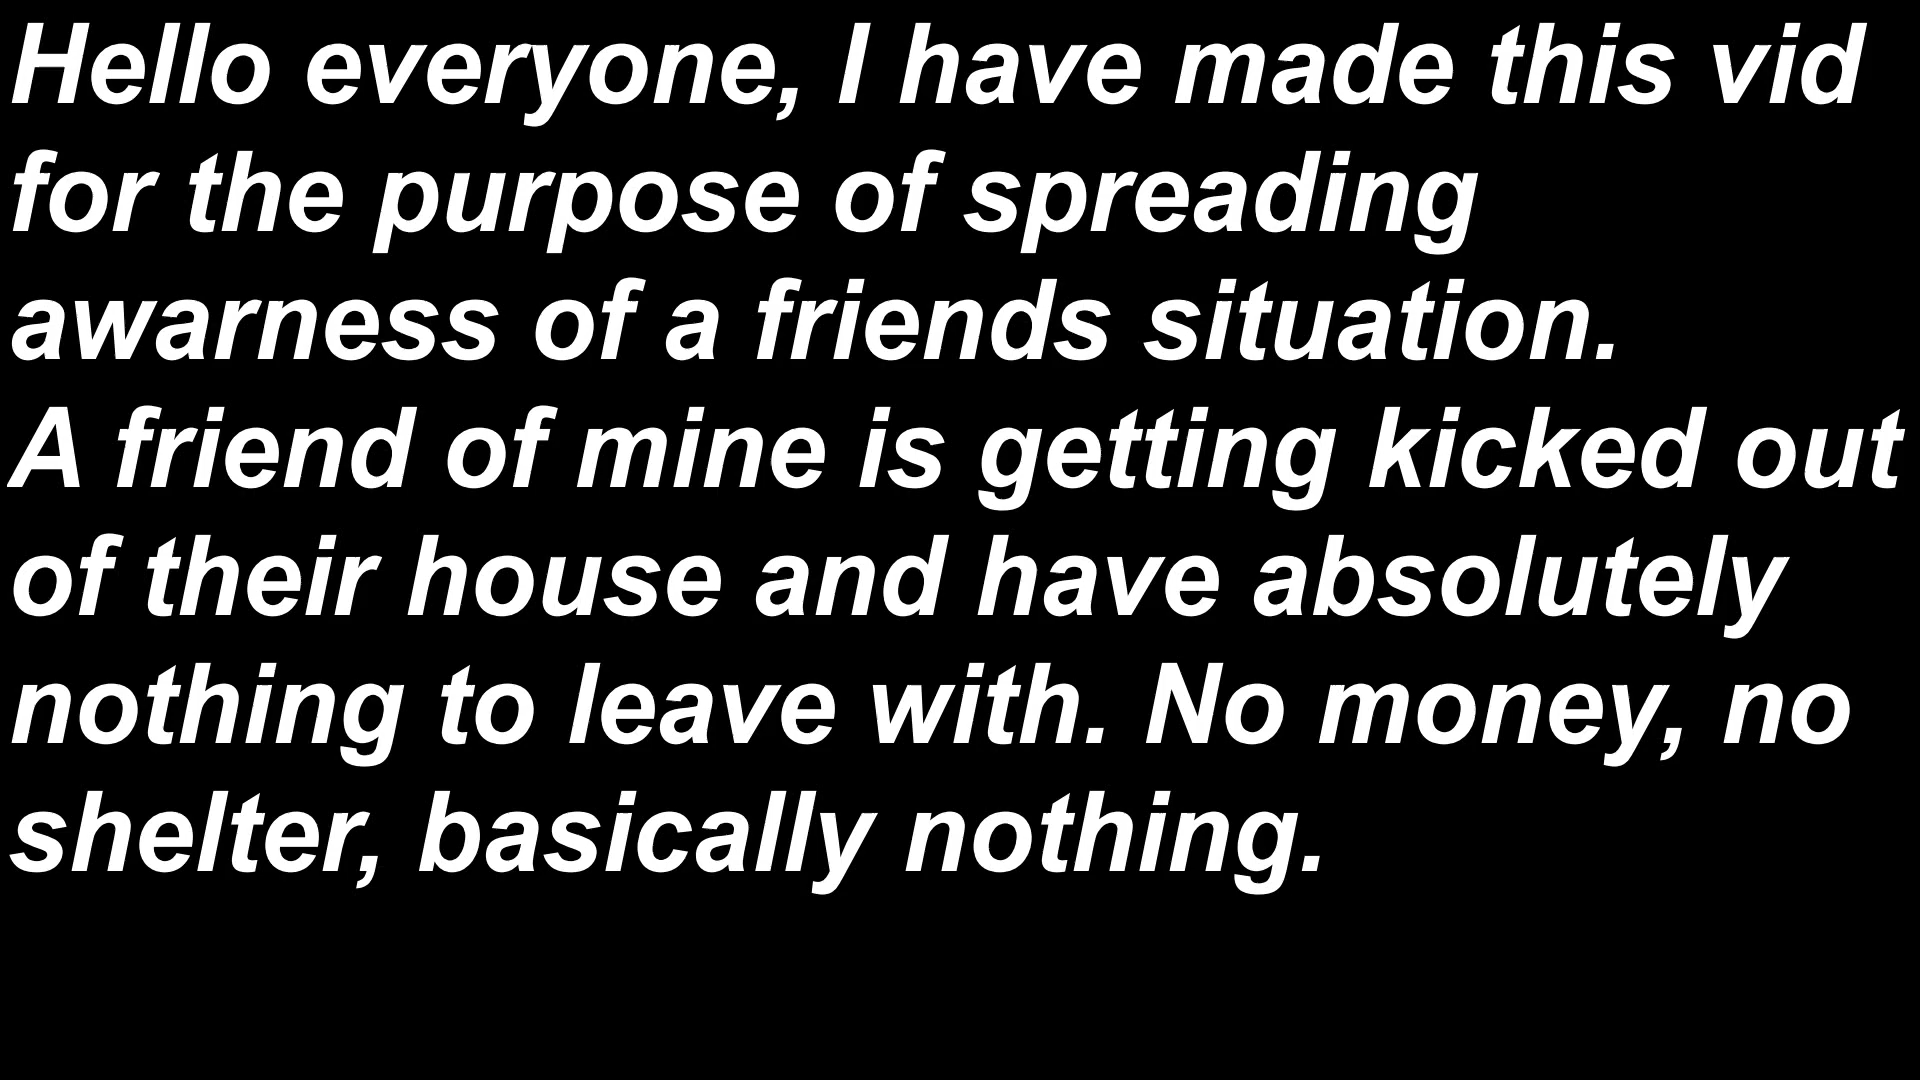 Hello everyone, I have made this vid
for the purpose of spreading
awarness of a friends situation.
A friend of mine is getting kicked out
of their house and have absolutely
nothing to leave with. No money, no
shelter, basically nothing.